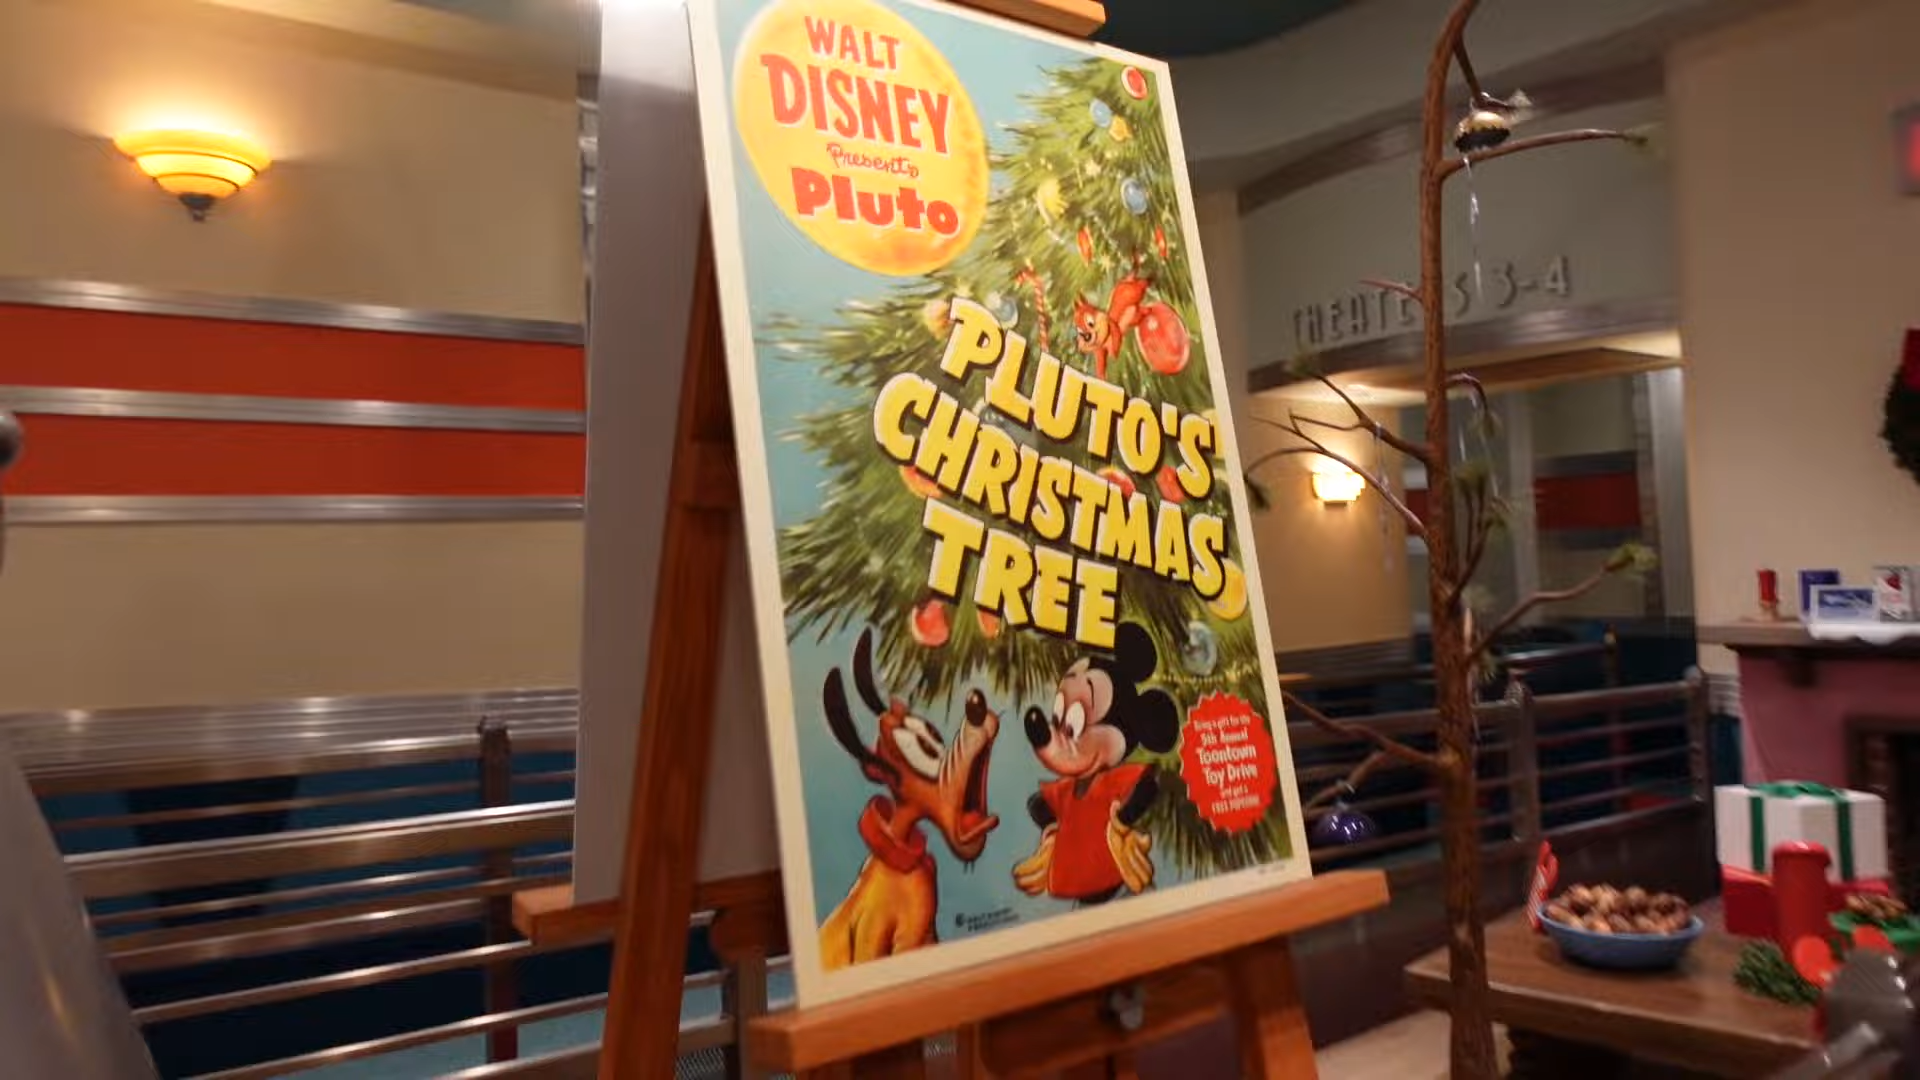 WALT
DISNEY
Presents
Pluto
PLUTO'S
CHRISTMAS
TREE
THEATERS 3-4
Bring a gift for the
5th Annual
Toontown
Toy Drive
and get a
FREE POPCORN